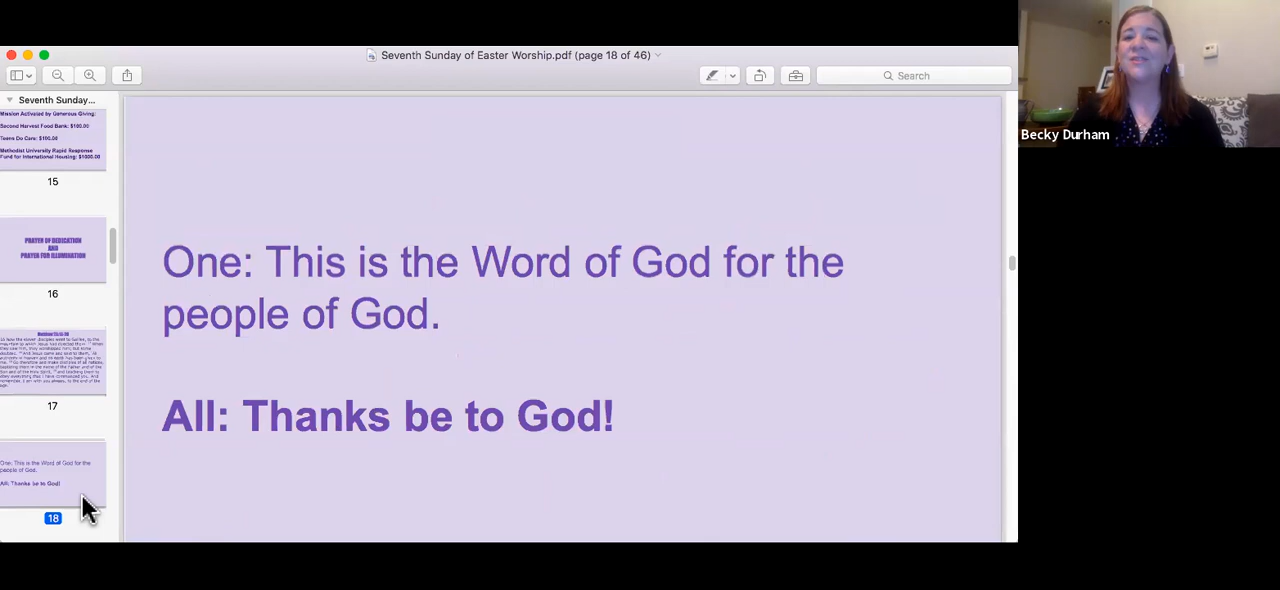 Seventh Sunday of Easter Worship.pdf (page 18 of 46)
Search
Seventh Sunday...
Mission Activated by Generous Giving:
Second Harvest Food Bank: $100.00
Teens Do Care: $100.00
Methodist University Rapid Response
Fund for International Housing: $1000.00
15
PRAYER OF DEDICATION
AND
PRAYER FOR ILLUMINATION
16
17
One: This is the Word of God for the
people of God.
All: Thanks be to God!
18
One: This is the Word of God for the
people of God.
All: Thanks be to God!
Becky Durham